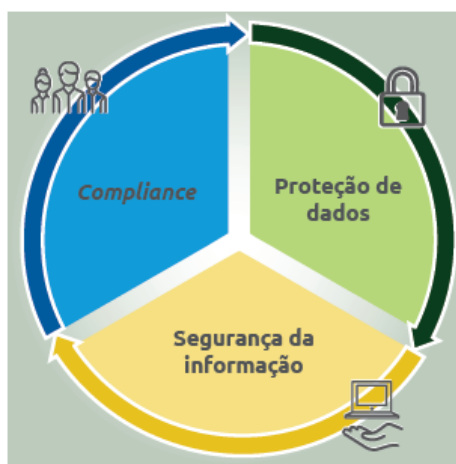 Compliance
Proteção de
dados
Segurança da
informação